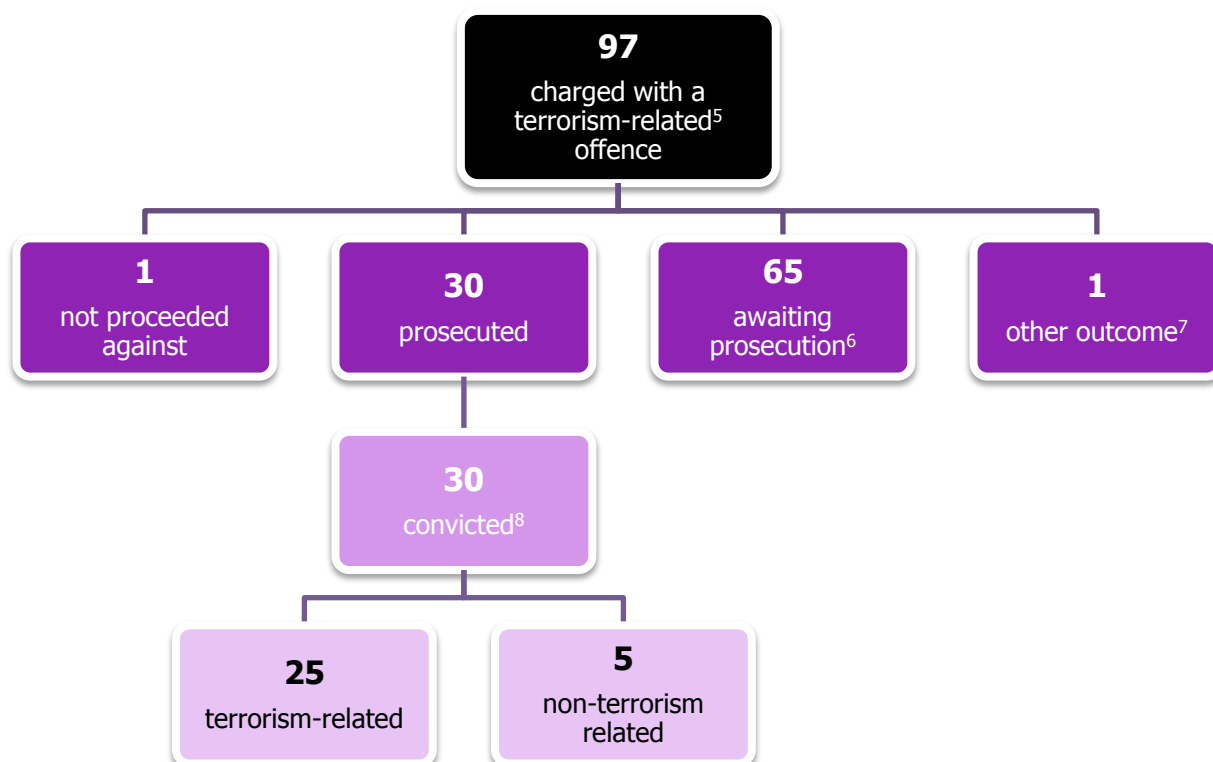 97
charged with a
terrorism-related⁵
offence
1
not proceeded
against
30
prosecuted
65
awaiting
prosecution⁶
1
other outcome⁷
30
convicted⁸
25
terrorism-related
5
non-terrorism
related